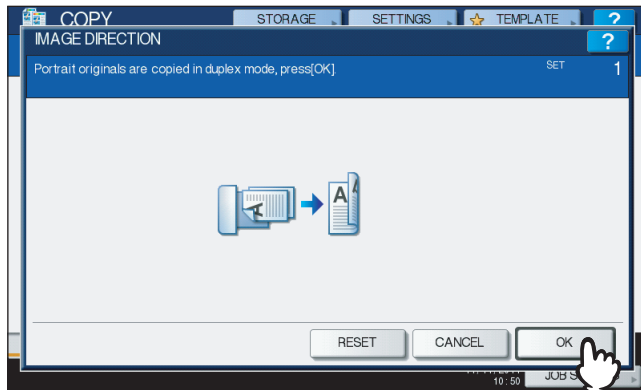 COPY
STORAGE
SETTINGS
TEMPLATE
?
IMAGE DIRECTION
?
Portrait originals are copied in duplex mode, press[OK].
SET 1
A
A
A
RESET
CANCEL
OK
10:50
JOB S